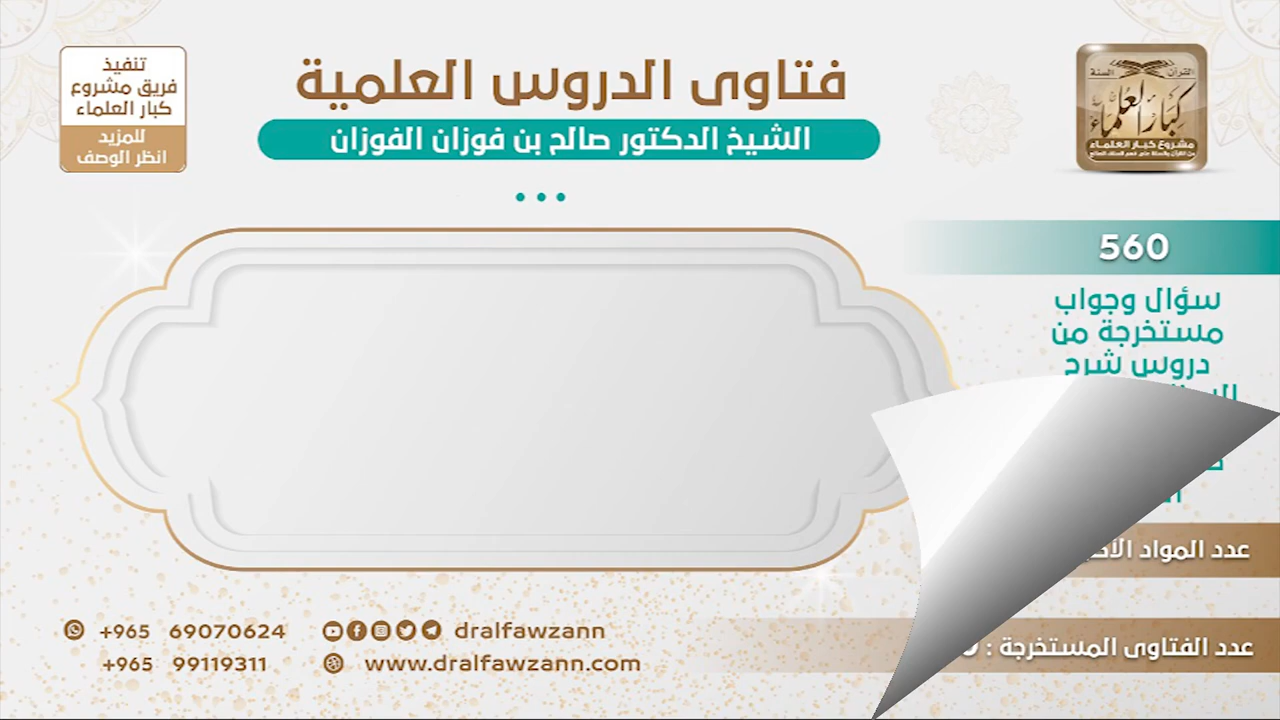 تنفيذ
فريق مشروع
كبار العلماء
للمزيد
انظر الوصف
فتاوى الدروس العلمية
الشيخ الدكتور صالح بن فوزان الفوزان
القرآن
السنة
كبار العلماء
مشروع كبار العلماء
560
سؤال وجواب
مستخرجة من
دروس شرح
عدد المواد
عدد الفتاوى المستخرجة :
+965 69070624
dralfawzann
+965 99119311
www.dralfawzann.com